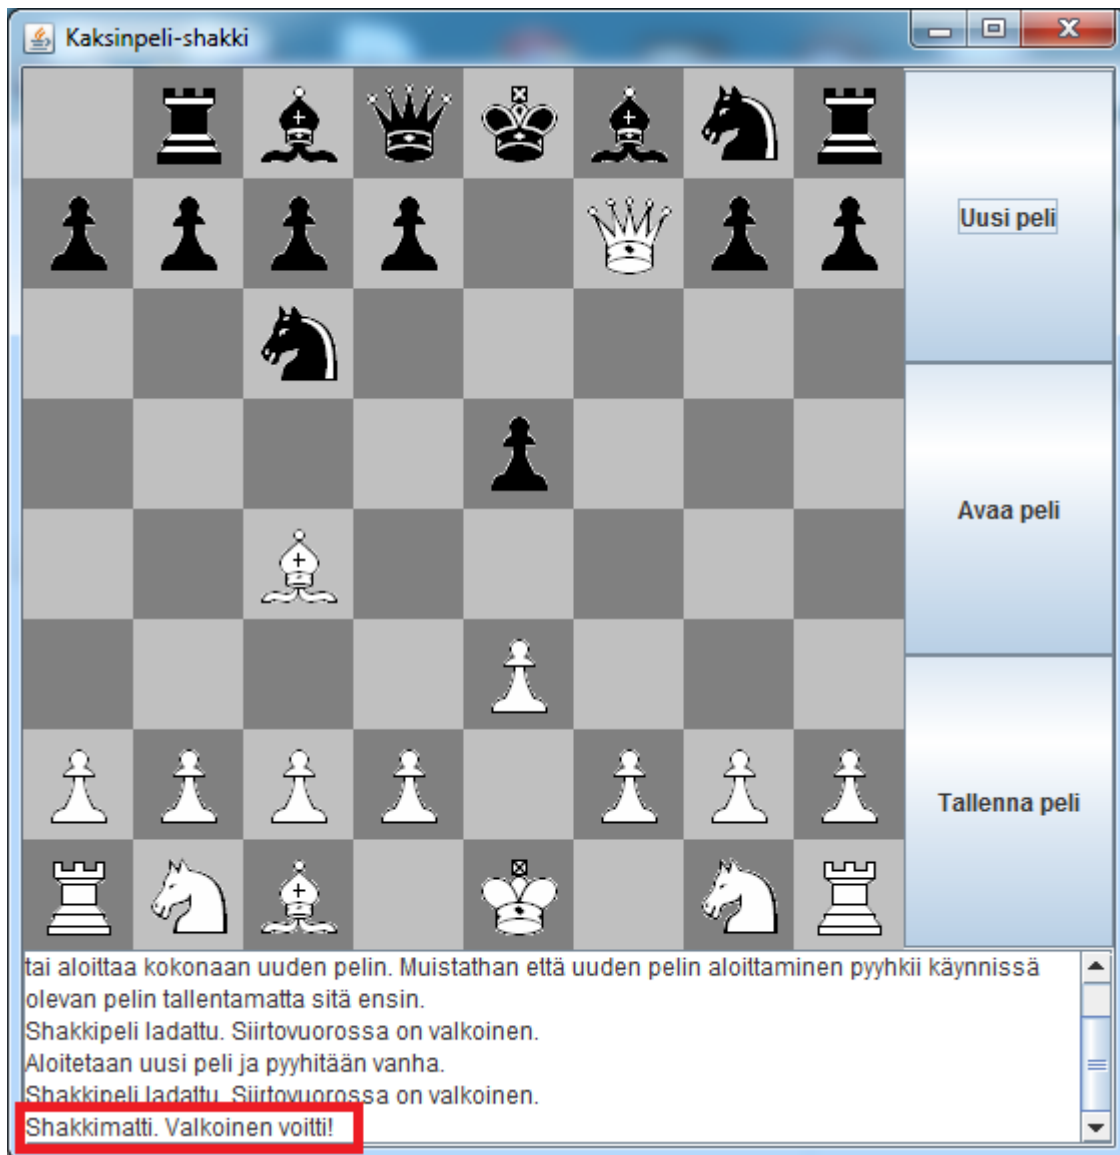 Kaksinpeli-shakki
Uusi peli
Avaa peli
Tallenna peli
tai aloittaa kokonaan uuden pelin. Muistathan että uuden pelin aloittaminen pyyhkii käynnissä
olevan pelin tallentamatta sitä ensin.
Shakkipeli ladattu. Siirtovuorossa on valkoinen.
Aloitetaan uusi peli ja pyyhitään vanha.
Shakkipeli ladattu. Siirtovuorossa on valkoinen.
Shakkimatti. Valkoinen voitti!